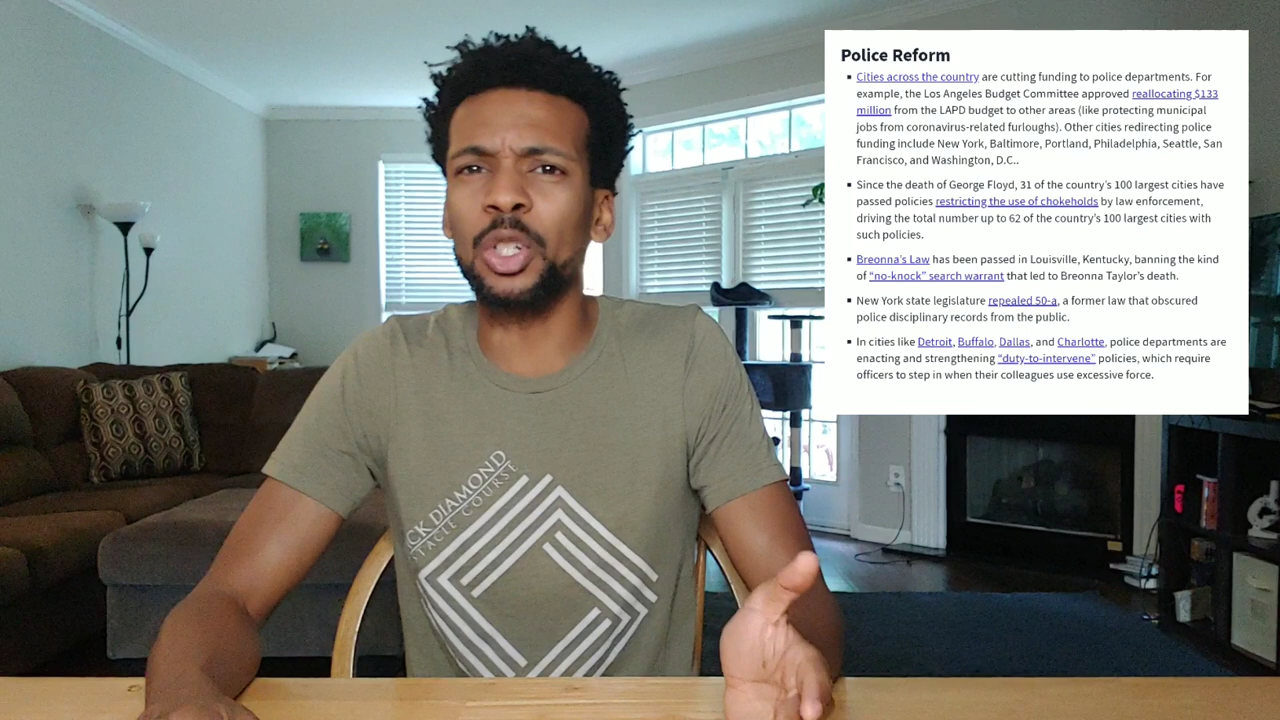 Police Reform
▪ Cities across the country are cutting funding to police departments. For
example, the Los Angeles Budget Committee approved reallocating $133
million from the LAPD budget to other areas (like protecting municipal
jobs from coronavirus-related furloughs). Other cities redirecting police
funding include New York, Baltimore, Portland, Philadelphia, Seattle, San
Francisco, and Washington, D.C..
▪ Since the death of George Floyd, 31 of the country's 100 largest cities have
passed policies restricting the use of chokeholds by law enforcement,
driving the total number up to 62 of the country's 100 largest cities with
such policies.
▪ Breonna's Law has been passed in Louisville, Kentucky, banning the kind
of “no-knock” search warrant that led to Breonna Taylor's death.
▪ New York state legislature repealed 50-a, a former law that obscured
police disciplinary records from the public.
▪ In cities like Detroit, Buffalo, Dallas, and Charlotte, police departments are
enacting and strengthening “duty-to-intervene” policies, which require
officers to step in when their colleagues use excessive force.
CK DIAMOND
TACLE COURSE